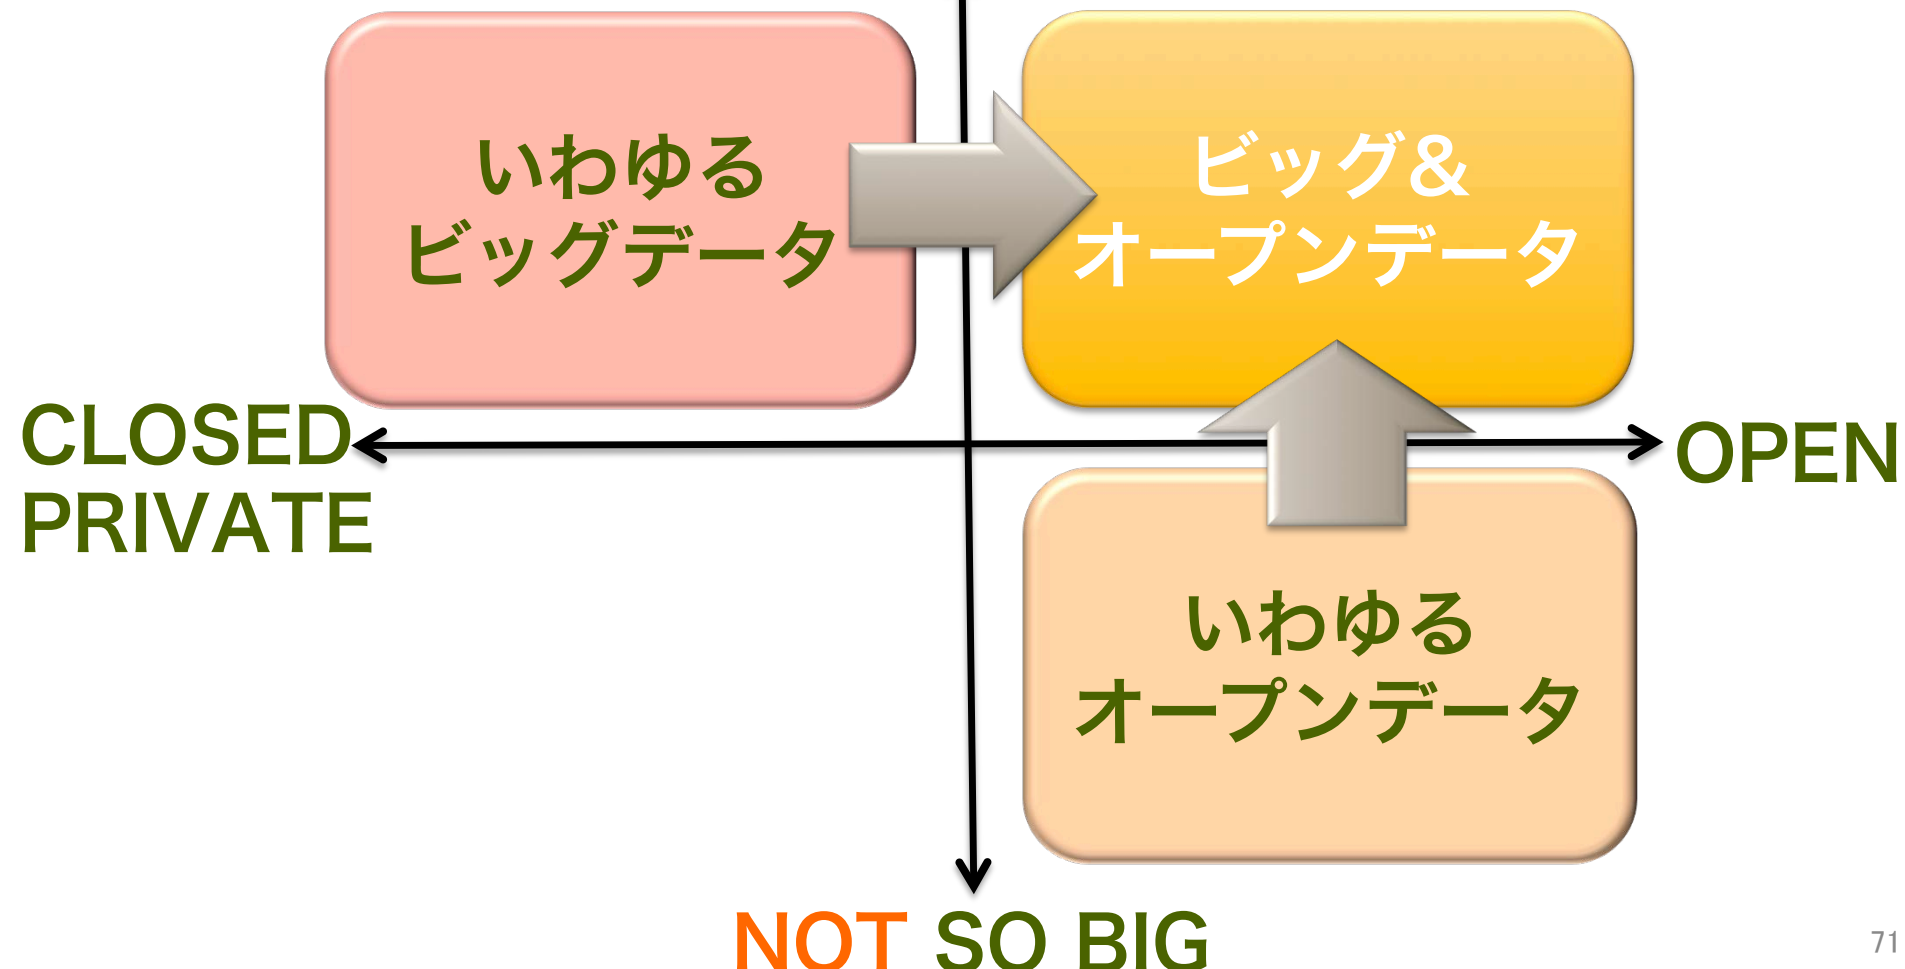 いわゆる
ビッグデータ
ビッグ&
オープンデータ
CLOSED
PRIVATE
OPEN
いわゆる
オープンデータ
NOT SO BIG
71